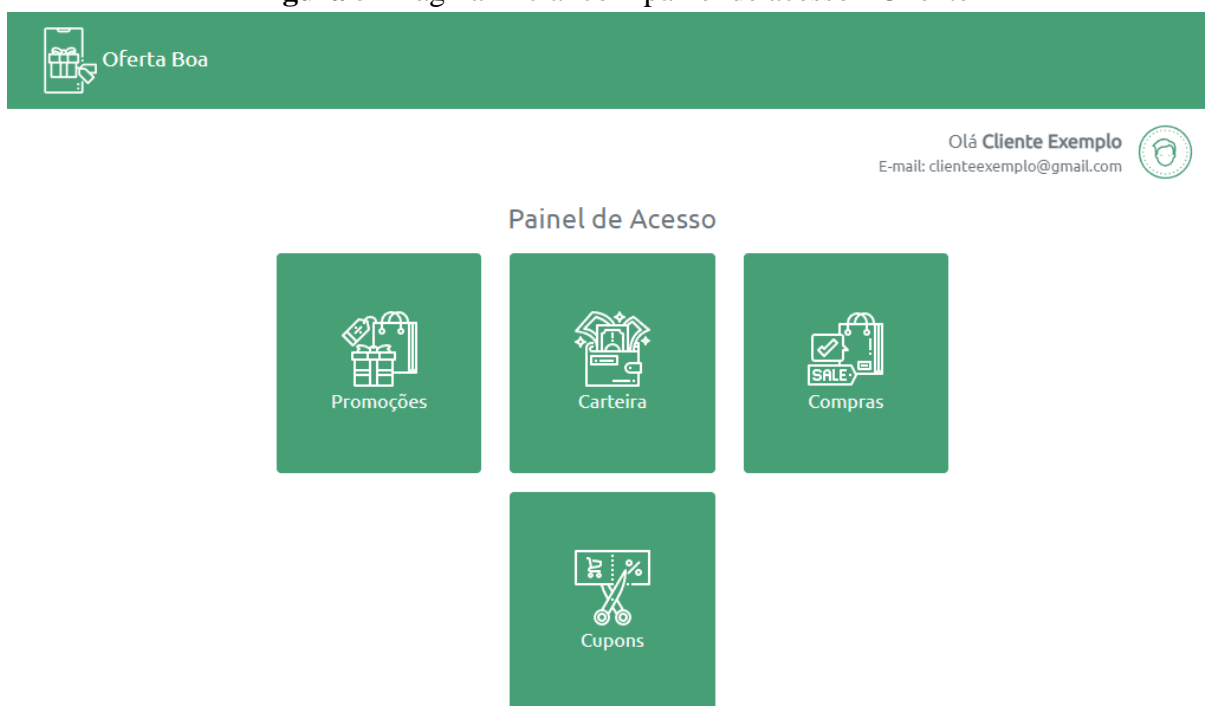 Oferta Boa
Olá Cliente Exemplo
E-mail: clienteexemplo@gmail.com
Painel de Acesso
Promoções
Carteira
SALE
Compras
Cupons